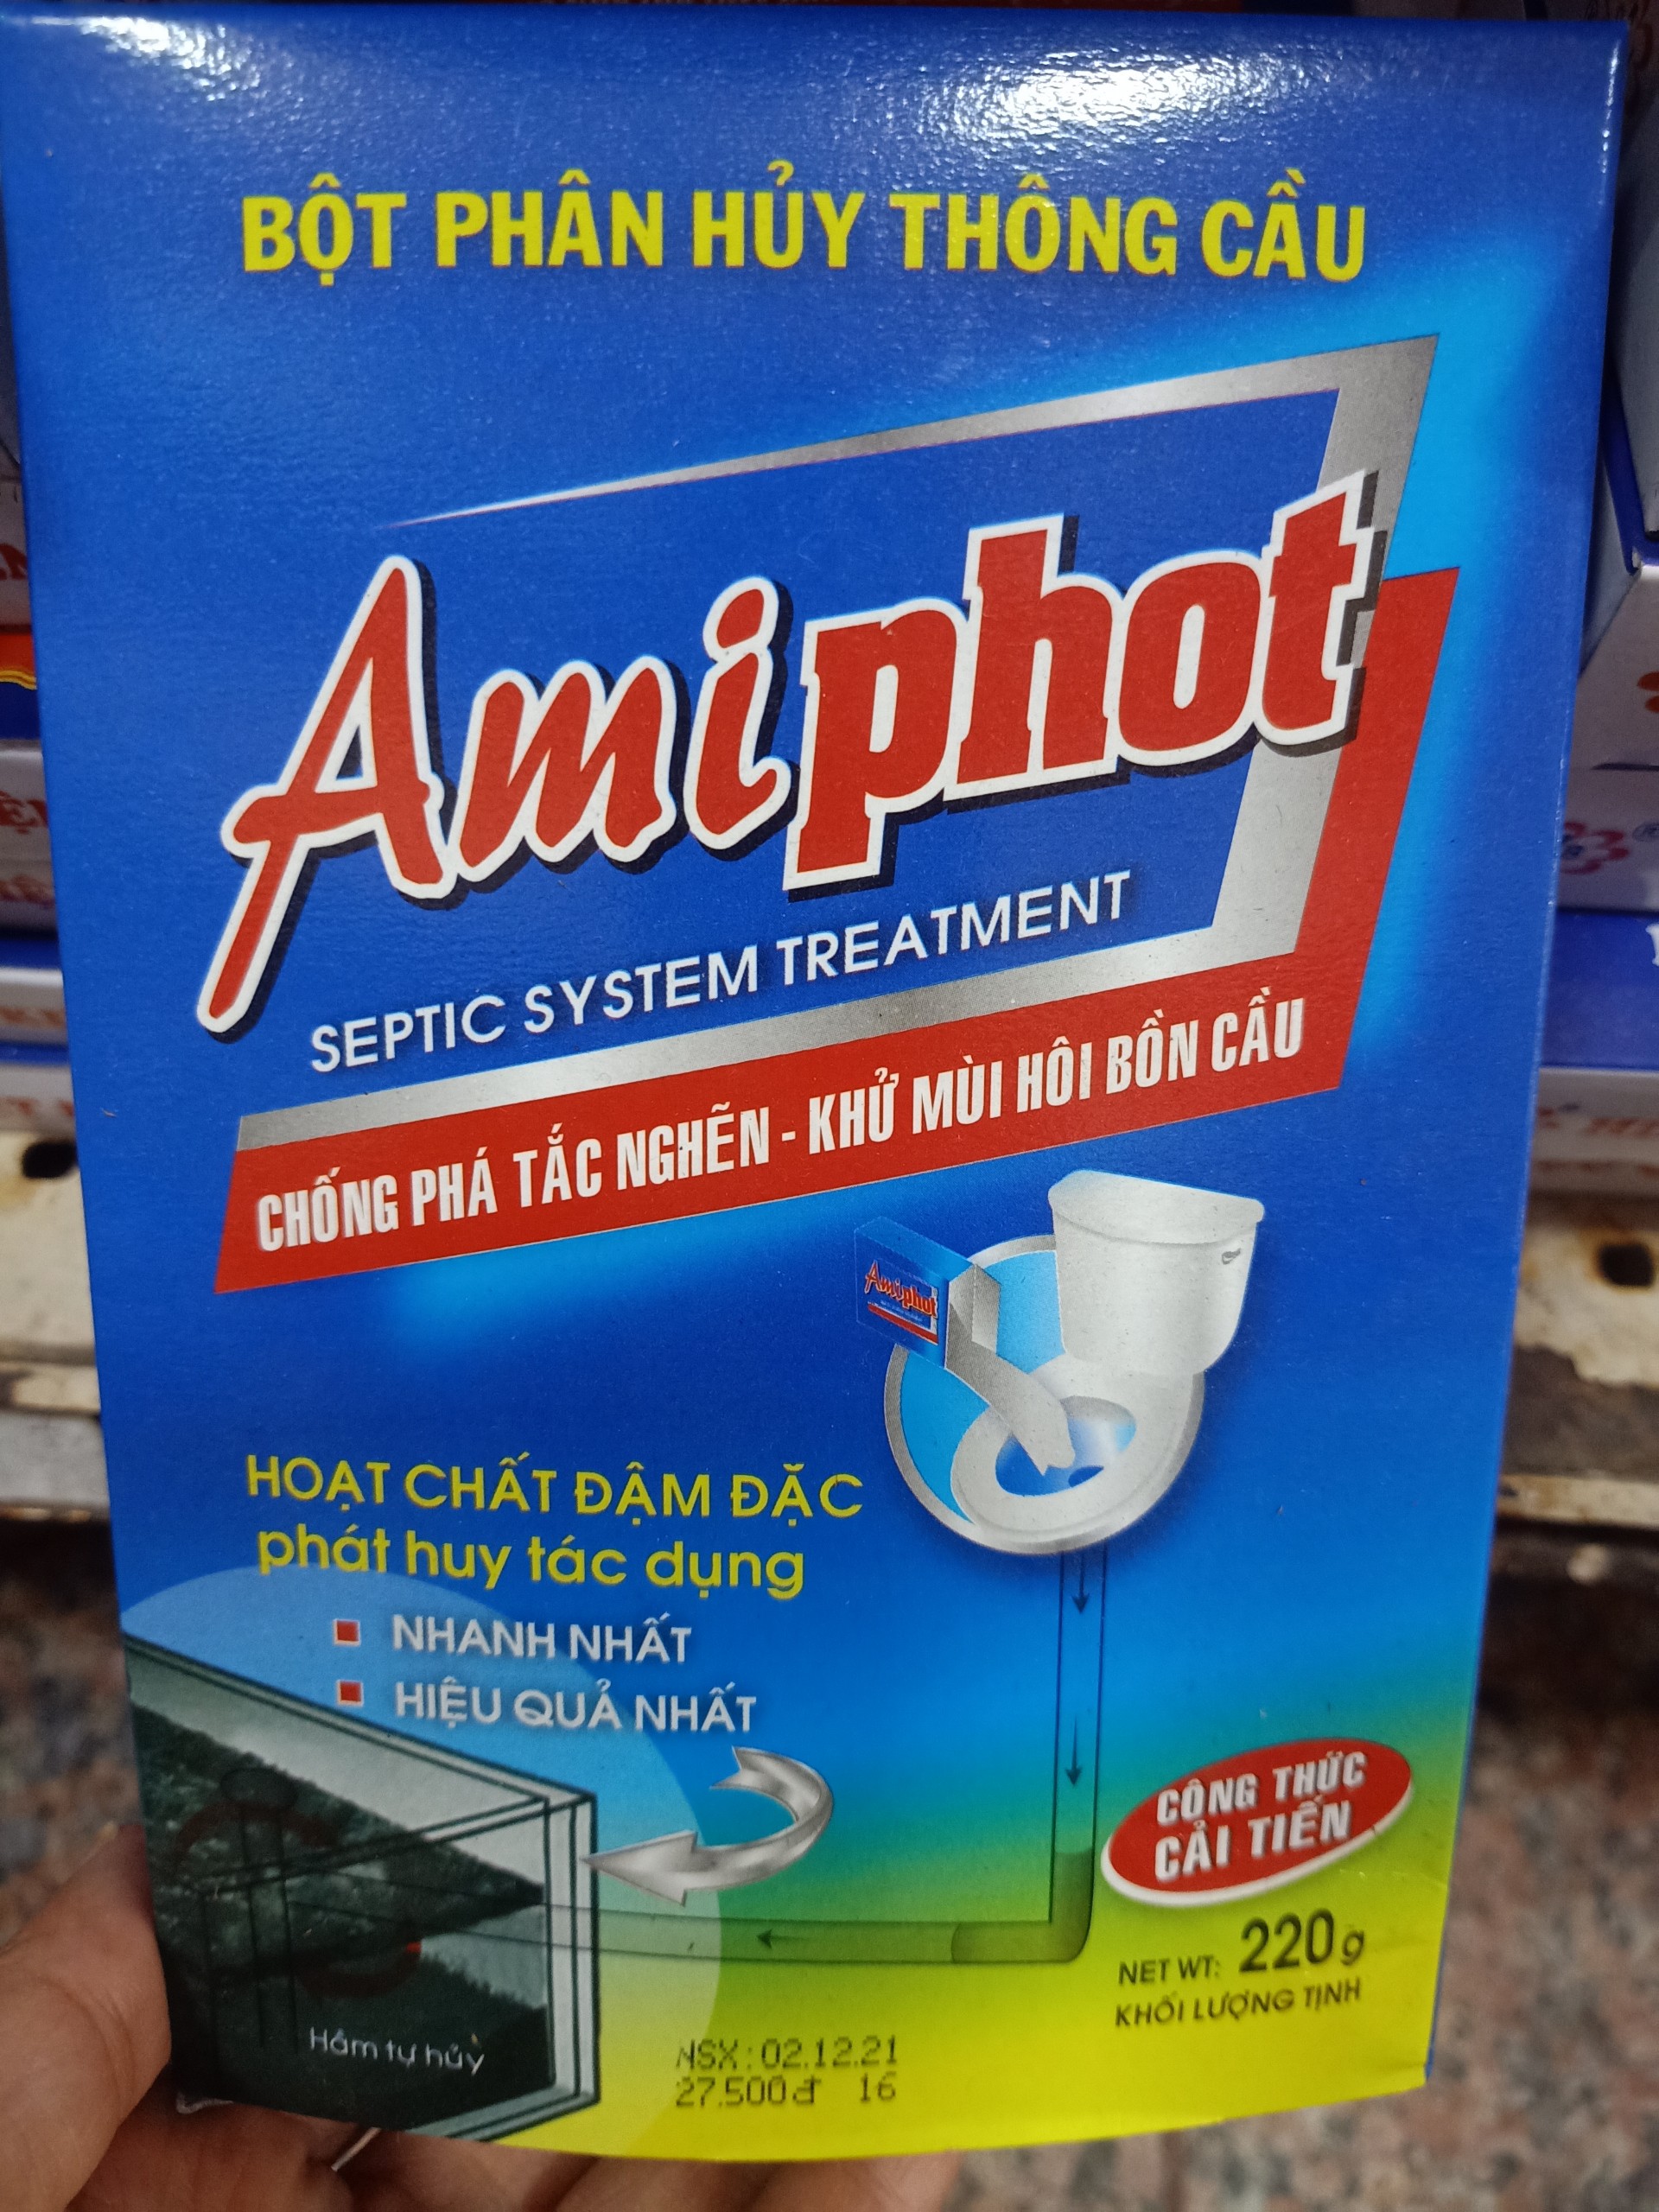 BỘT PHÂN HỦY THÔNG CẦU
Amiphot
SEPTIC SYSTEM TREATMENT
CHỐNG PHÁ TẮC NGHẼN - KHỬ MÙI HÔI BỒN CẦU
Amiphot
HOẠT CHẤT ĐẬM ĐẶC
phát huy tác dụng
NHANH NHẤT
HIỆU QUẢ NHẤT
CÔNG THỨC
CẢI TIẾN
NET WT: 220g
KHỐI LƯỢNG TỊNH
Hầm tự hủy
NSX: 02.12.21
27.500đ 16